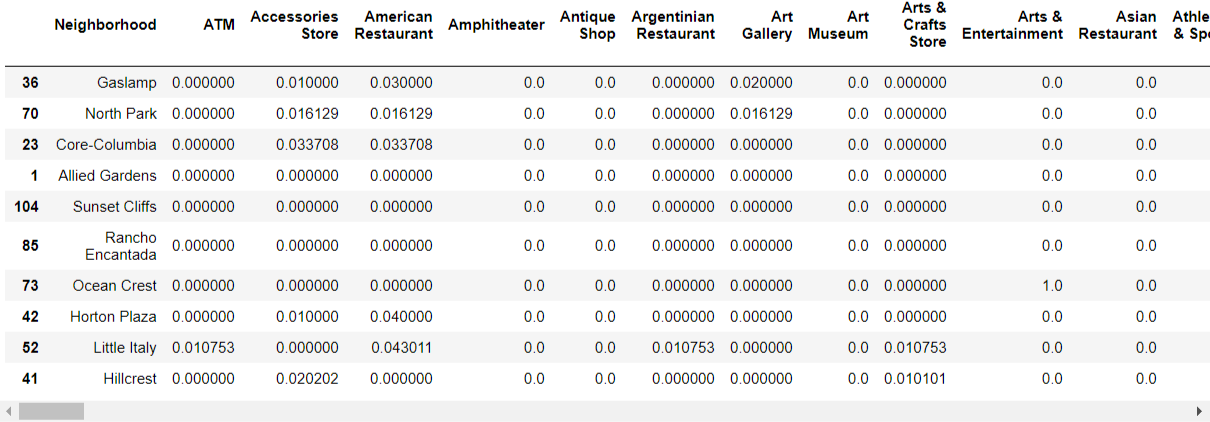 Neighborhood ATM Accessories Store American Restaurant Amphitheater Antique Shop Argentinian Restaurant Art Gallery Art Museum Arts & Crafts Store Arts & Entertainment Asian Restaurant Athle & Sp
36 Gaslamp 0.000000 0.010000 0.030000 0.0 0.0 0.000000 0.020000 0.0 0.000000 0.0 0.0
70 North Park 0.000000 0.016129 0.016129 0.0 0.0 0.000000 0.016129 0.0 0.000000 0.0 0.0
23 Core-Columbia 0.000000 0.033708 0.033708 0.0 0.0 0.000000 0.000000 0.0 0.000000 0.0 0.0
1 Allied Gardens 0.000000 0.000000 0.000000 0.0 0.0 0.000000 0.000000 0.0 0.000000 0.0 0.0
104 Sunset Cliffs 0.000000 0.000000 0.000000 0.0 0.0 0.000000 0.000000 0.0 0.000000 0.0 0.0
85 Rancho Encantada 0.000000 0.000000 0.000000 0.0 0.0 0.000000 0.000000 0.0 0.000000 0.0 0.0
73 Ocean Crest 0.000000 0.000000 0.000000 0.0 0.0 0.000000 0.000000 0.0 0.000000 1.0 0.0
42 Horton Plaza 0.000000 0.010000 0.040000 0.0 0.0 0.000000 0.000000 0.0 0.000000 0.0 0.0
52 Little Italy 0.010753 0.000000 0.043011 0.0 0.0 0.010753 0.000000 0.0 0.010753 0.0 0.0
41 Hillcrest 0.000000 0.020202 0.000000 0.0 0.0 0.000000 0.000000 0.0 0.010101 0.0 0.0